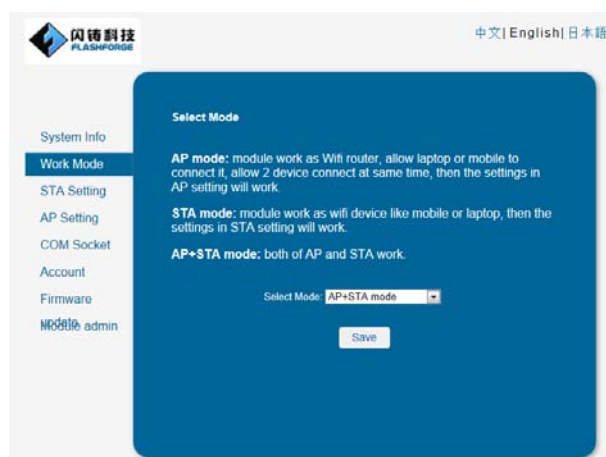 闪铸科技
FLASHFORGE
中文| English| 日本語
System Info
Work Mode
STA Setting
AP Setting
COM Socket
Account
Firmware
update
Module admin
Select Mode
AP mode: module work as Wifi router, allow laptop or mobile to
connect it, allow 2 device connect at same time, then the settings in
AP setting will work.
STA mode: module work as wifi device like mobile or laptop, then the
settings in STA setting will work.
AP+STA mode: both of AP and STA work.
Select Mode: AP+STA mode
Save